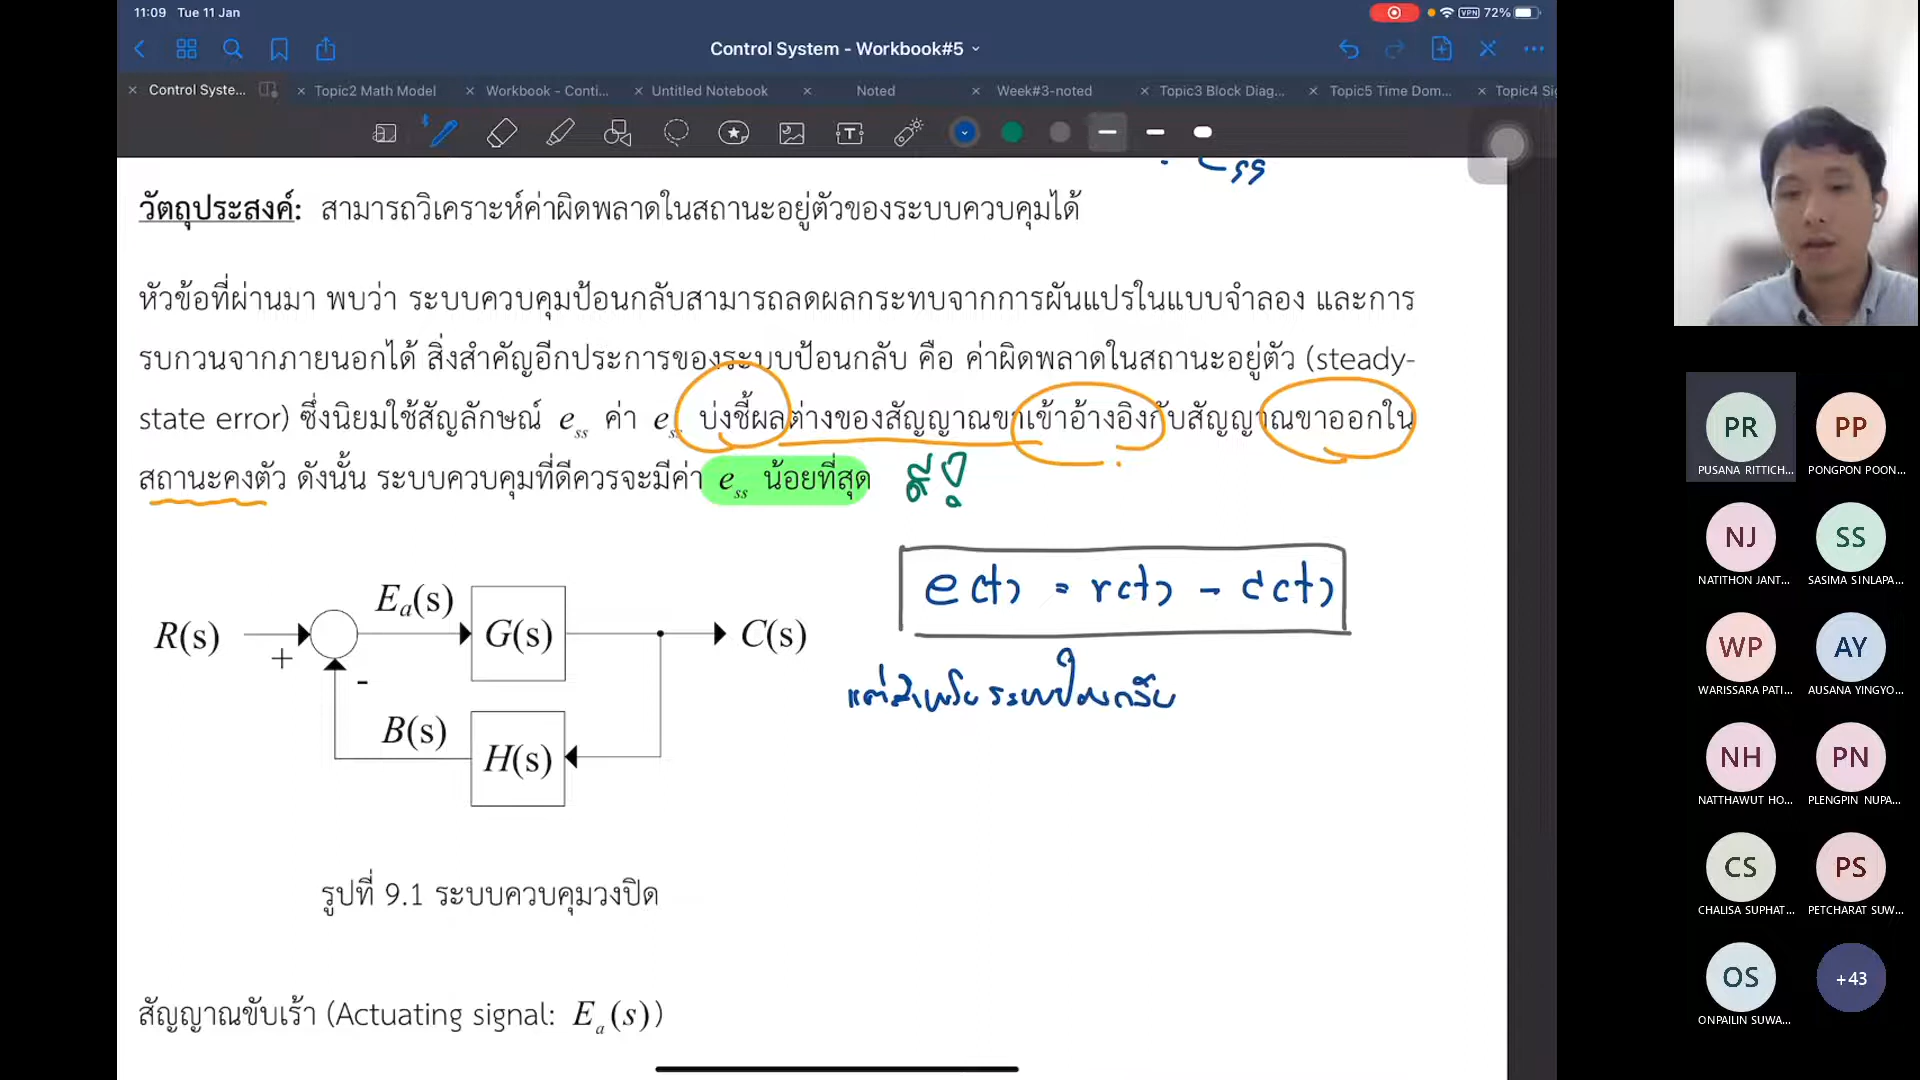 11:09 Tue 11 Jan
VPN 72%
Control System - Workbook#5
Control Syste...
Topic2 Math Model
Workbook - Conti...
Untitled Notebook
Noted
Week#3-noted
Topic3 Block Diag...
Topic5 Time Dom...
Topic4 Si
ss
วัตถุประสงค์: สามารถวิเคราะห์ค่าผิดพลาดในสถานะอยู่ตัวของระบบควบคุมได้
หัวข้อที่ผ่านมา พบว่า ระบบควบคุมป้อนกลับสามารถลดผลกระทบจากการผันแปรในแบบจำลอง และการ
รบกวนจากภายนอกได้ สิ่งสำคัญอีกประการของระบบป้อนกลับ คือ ค่าผิดพลาดในสถานะอยู่ตัว (steady-
state error) ซึ่งนิยมใช้สัญลักษณ์ e_ss ค่า e_ss บ่งชี้ผลต่างของสัญญาณขาเข้าอ้างอิงกับสัญญาณขาออกใน
สถานะคงตัว ดังนั้น ระบบควบคุมที่ดีควรจะมีค่า e_ss น้อยที่สุด
e(t) = r(t) - c(t)
แต่สำหรับ ระบบป้อนกลับ
R(s)
+
-
E_a(s)
G(s)
C(s)
B(s)
H(s)
รูปที่ 9.1 ระบบควบคุมวงปิด
สัญญาณขับเร้า (Actuating signal: E_a(s))
PR
PUSANA RITTICH...
PP
PONGPON POON...
NJ
NATITHON JANT...
SS
SASIMA SINLAPA...
WP
WARISSARA PATI...
AY
AUSANA YINGYO...
NH
NATTHAWUT HO...
PN
PLENGPIN NUPA...
CS
CHALISA SUPHAT...
PS
PETCHARAT SUW...
OS
ONPAILIN SUWA...
+43